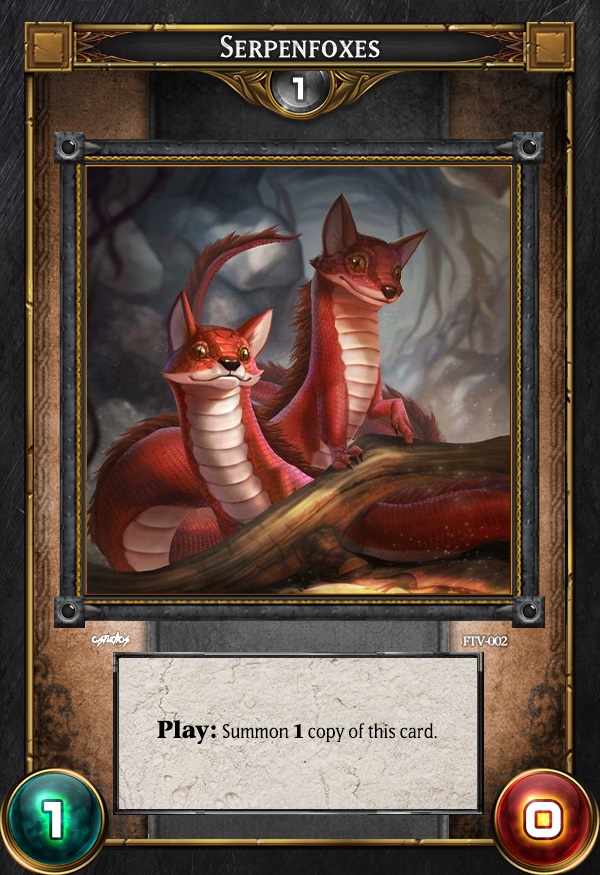 SERPENFOXES
1
FTV-002
Play: Summon 1 copy of this card.
1
0